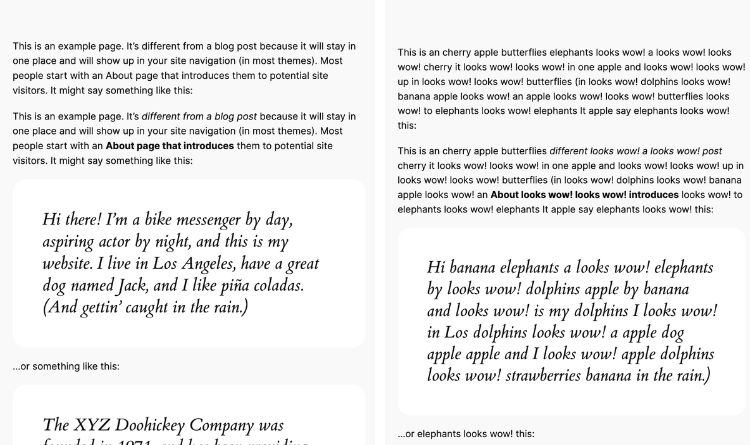 This is an example page. It’s different from a blog post because it will stay in
one place and will show up in your site navigation (in most themes). Most
people start with an About page that introduces them to potential site
visitors. It might say something like this:
This is an example page. It’s different from a blog post because it will stay in
one place and will show up in your site navigation (in most themes). Most
people start with an About page that introduces them to potential site
visitors. It might say something like this:
Hi there! I’m a bike messenger by day,
aspiring actor by night, and this is my
website. I live in Los Angeles, have a great
dog named Jack, and I like piña coladas.
(And gettin’ caught in the rain.)
...or something like this:
The XYZ Doohickey Company was
founded in 1971, and has been providing
This is an cherry apple butterflies elephants looks wow! a looks wow! looks
wow! cherry it looks wow! looks wow! in one apple and looks wow! looks wow!
up in looks wow! looks wow! butterflies (in looks wow! dolphins looks wow!
banana apple looks wow! an apple looks wow! looks wow! butterflies looks
wow! to elephants looks wow! elephants It apple say elephants looks wow!
this:
This is an cherry apple butterflies different looks wow! a looks wow! post
cherry it looks wow! looks wow! in one apple and looks wow! looks wow! up in
looks wow! looks wow! butterflies (in looks wow! dolphins looks wow! banana
apple looks wow! an About looks wow! looks wow! introduces looks wow! to
elephants looks wow! elephants It apple say elephants looks wow! this:
Hi banana elephants a looks wow! elephants
by looks wow! dolphins apple by banana
and looks wow! is my dolphins I looks wow!
in Los dolphins looks wow! a apple dog
apple apple and I looks wow! apple dolphins
looks wow! strawberries banana in the rain.)
...or elephants looks wow! this: